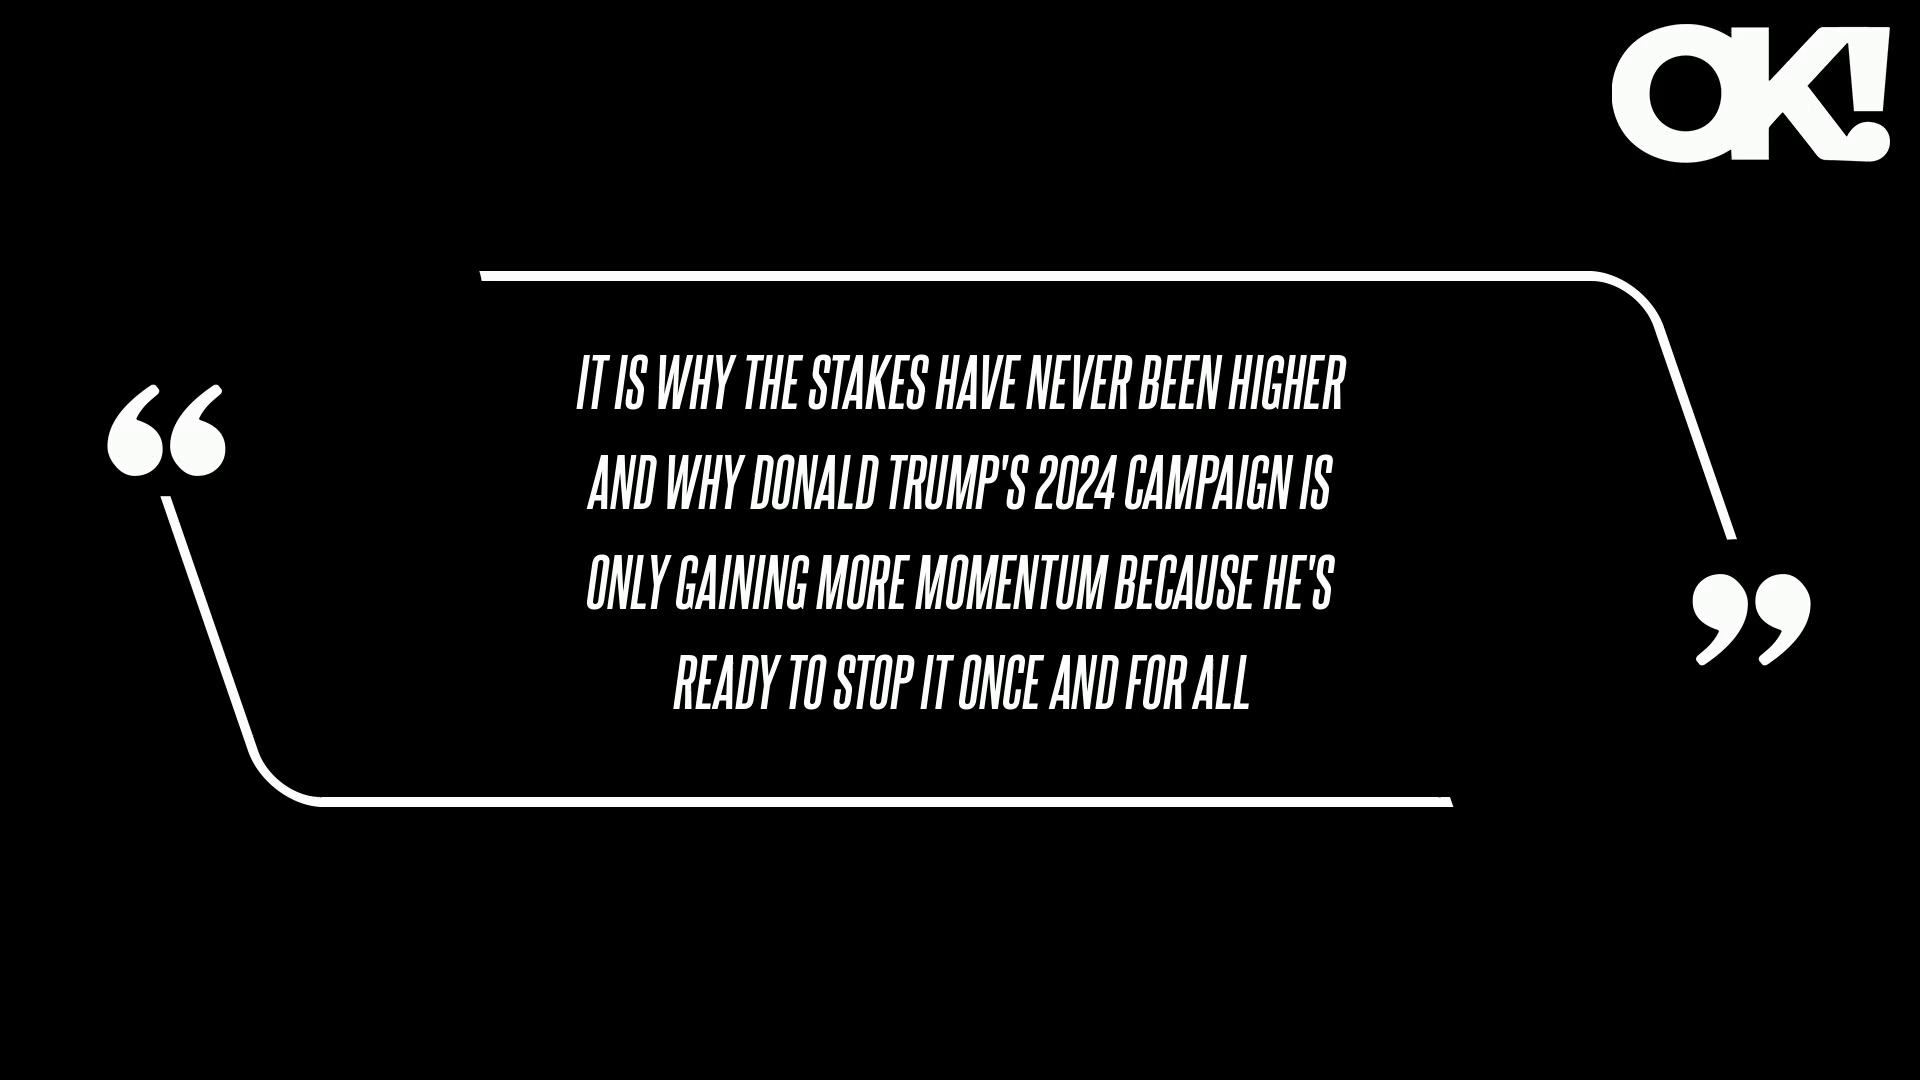 OK!
IT IS WHY THE STAKES HAVE NEVER BEEN HIGHER
AND WHY DONALD TRUMP'S 2024 CAMPAIGN IS
ONLY GAINING MORE MOMENTUM BECAUSE HE'S
READY TO STOP IT ONCE AND FOR ALL